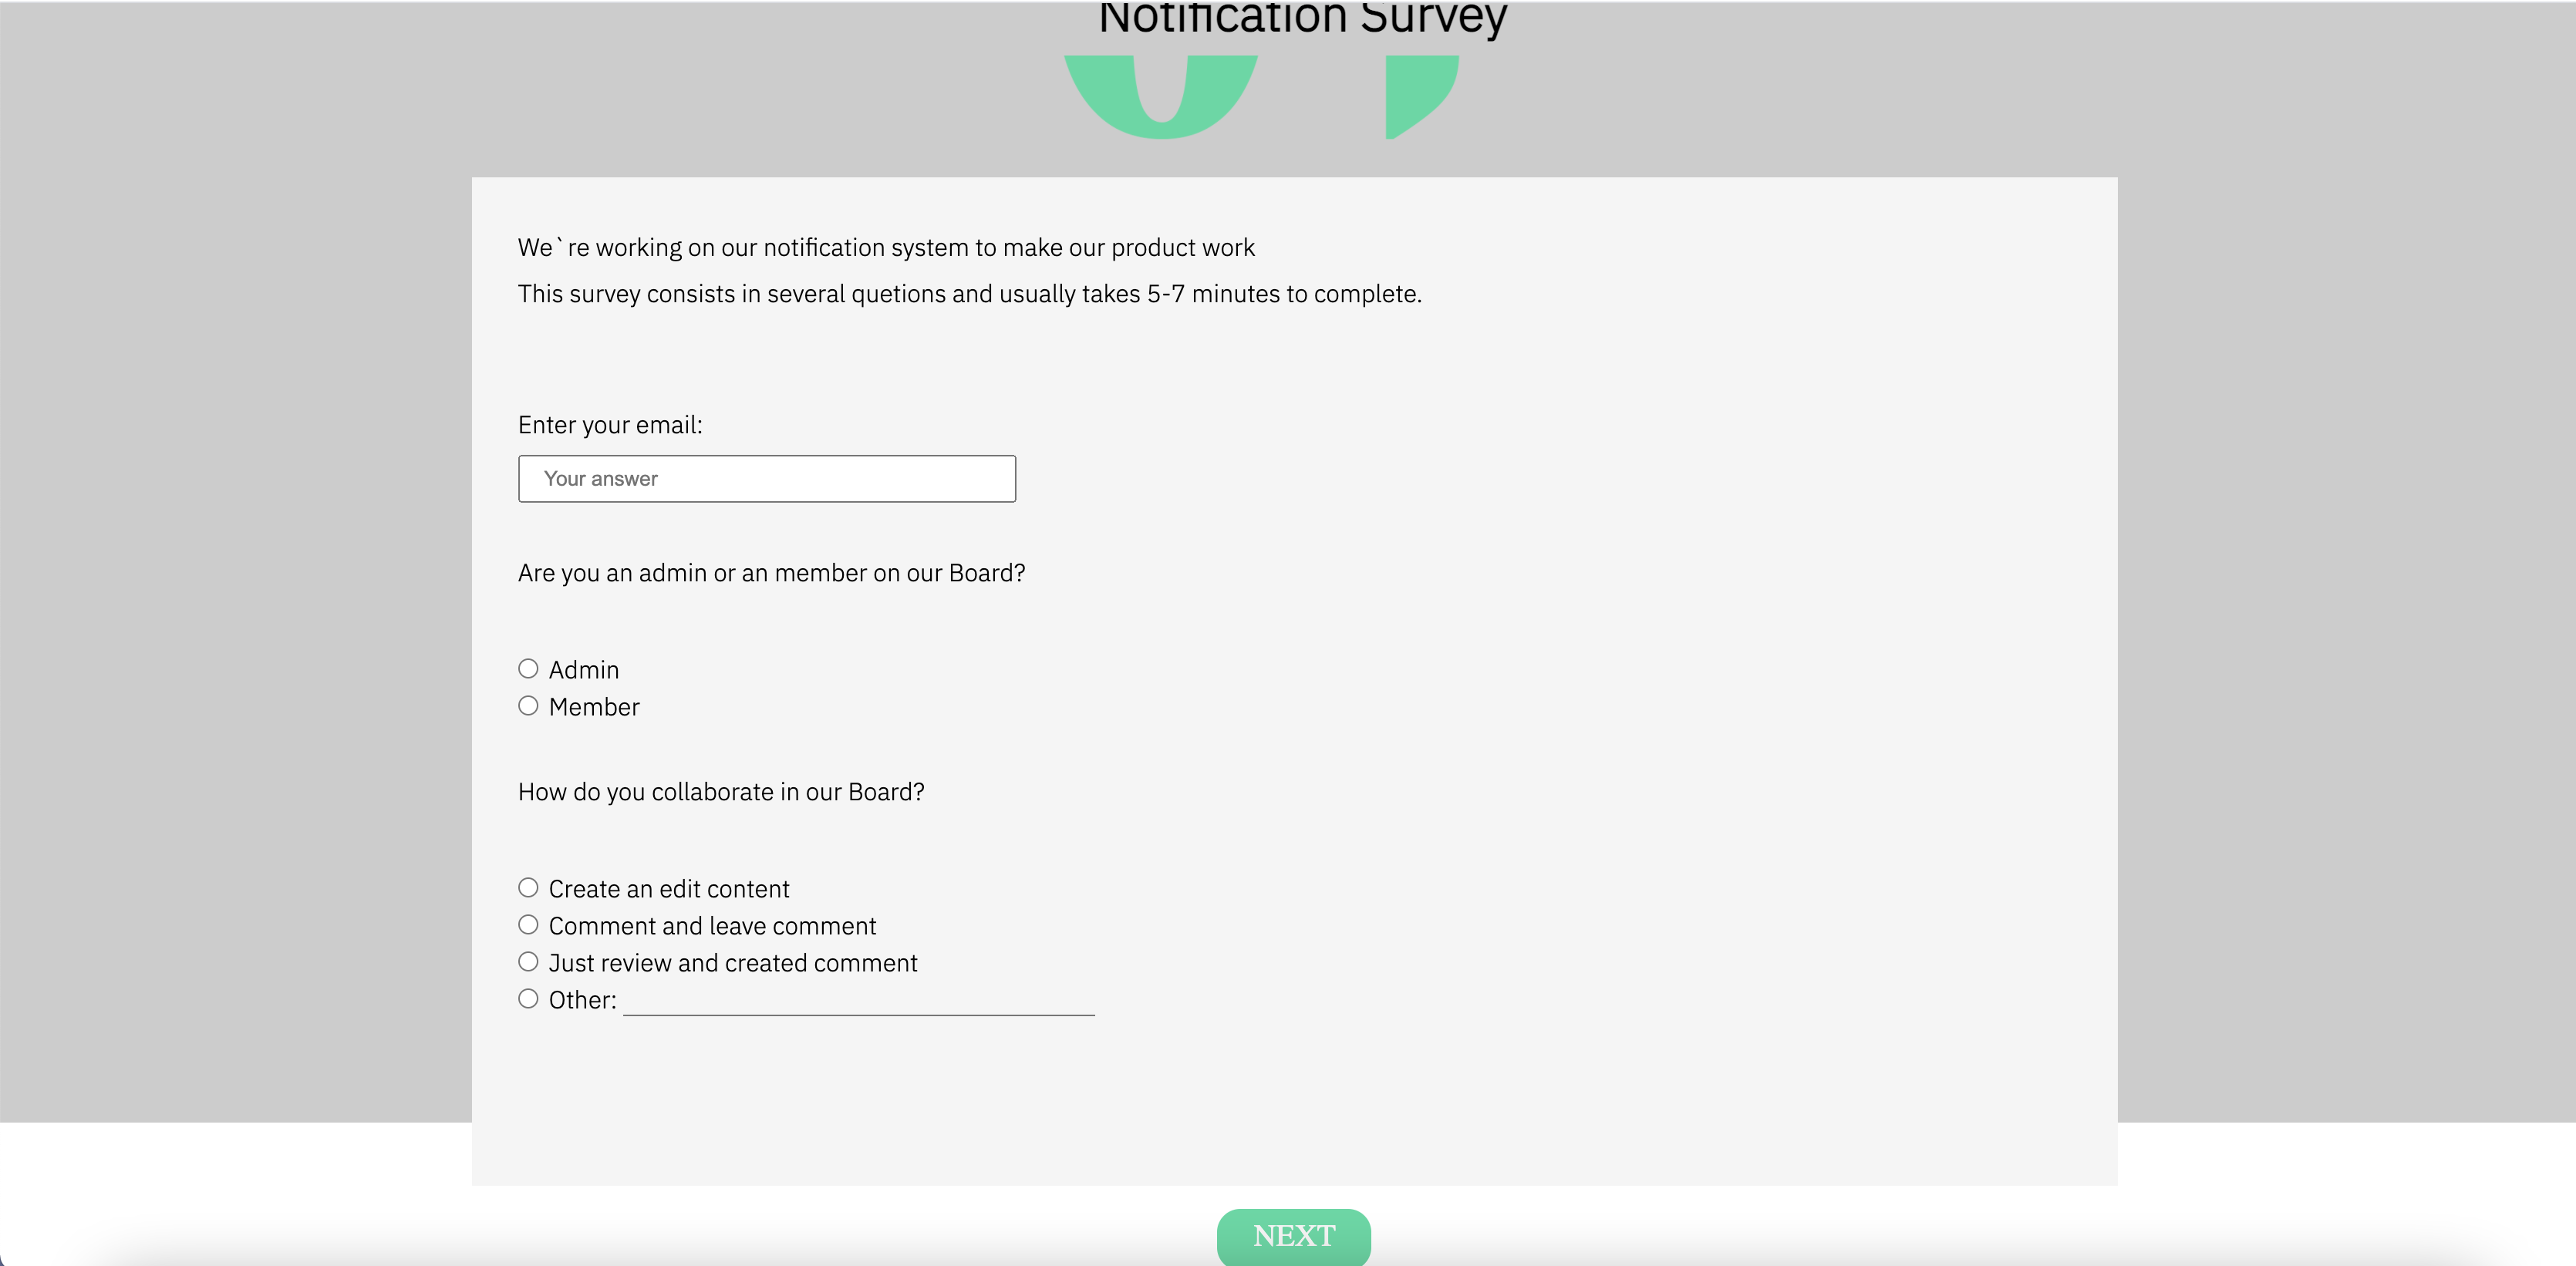 Notification Survey
We`re working on our notification system to make our product work
This survey consists in several quetions and usually takes 5-7 minutes to complete.
Enter your email:
Your answer
Are you an admin or an member on our Board?
Admin
Member
How do you collaborate in our Board?
Create an edit content
Comment and leave comment
Just review and created comment
Other:
NEXT